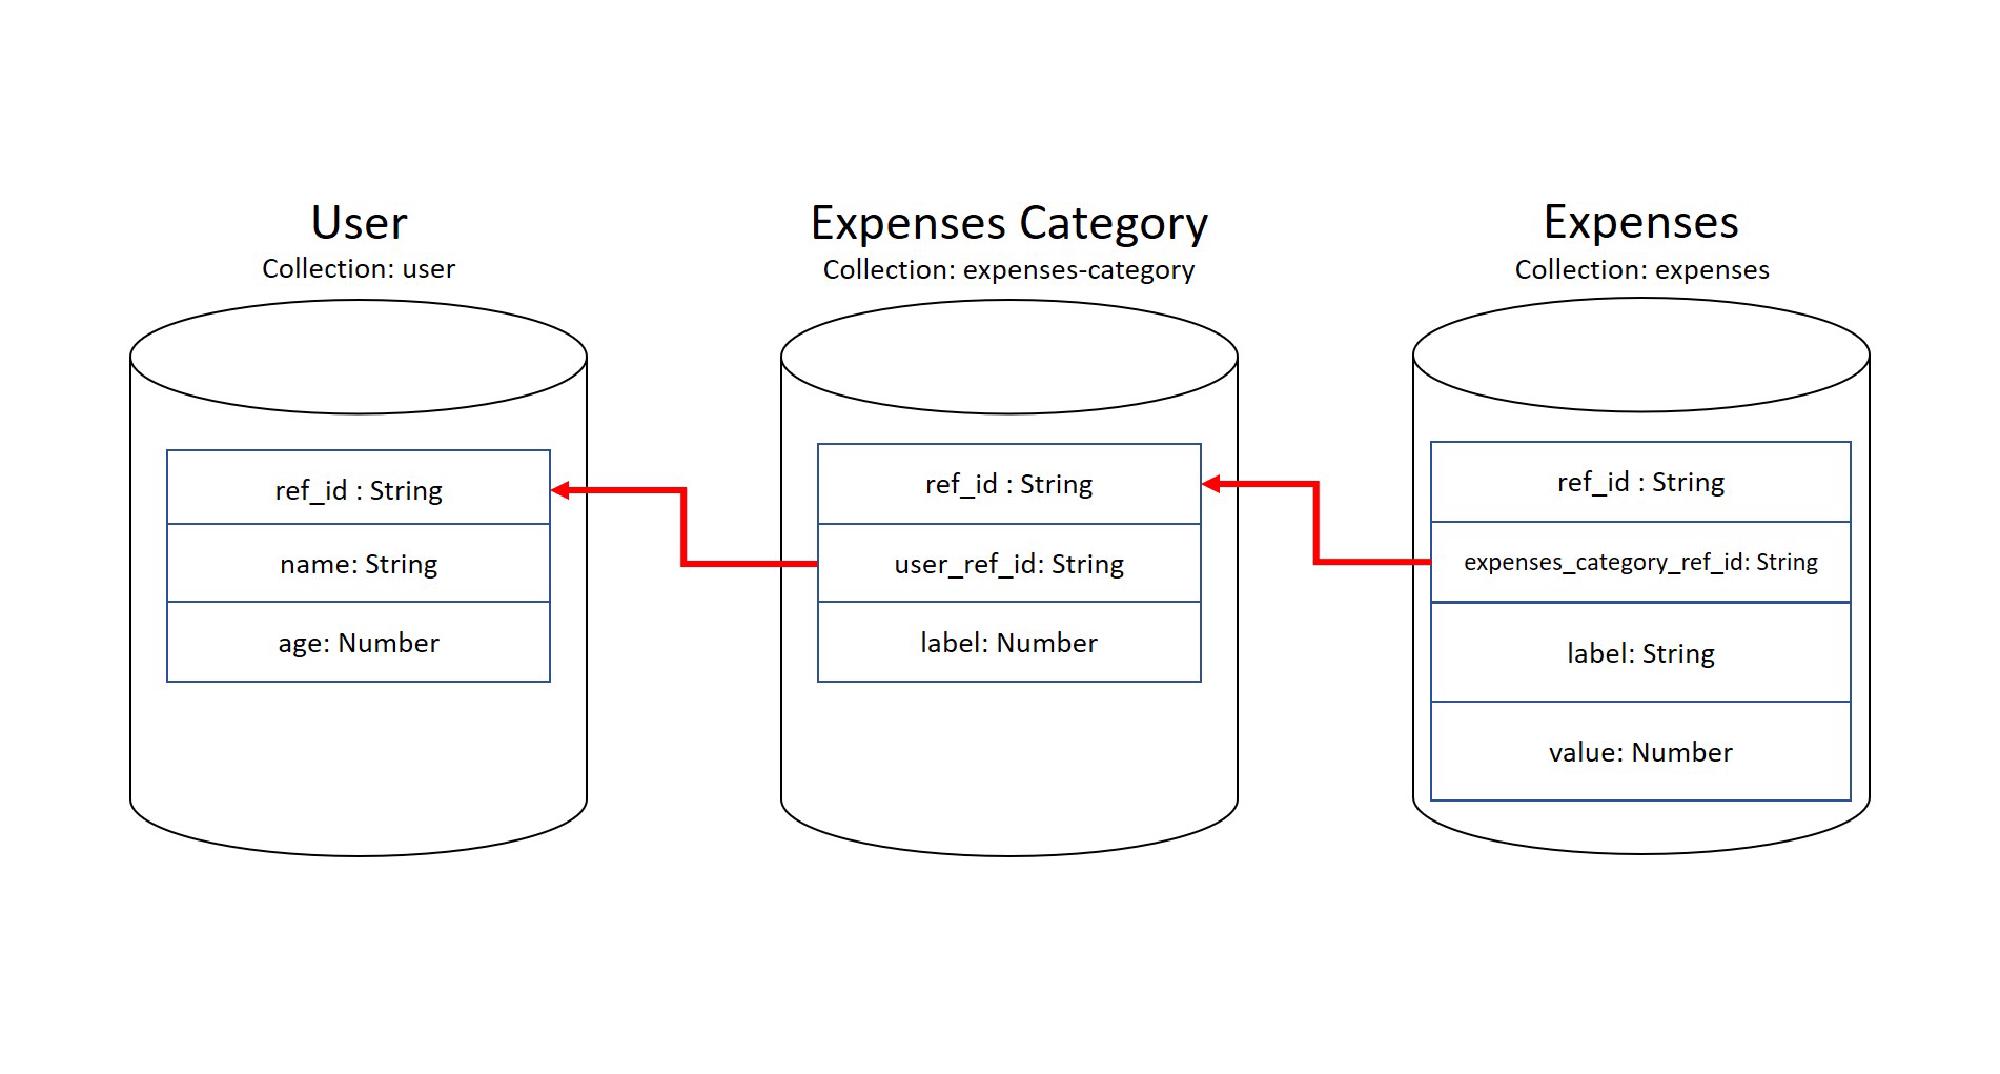 User
Collection: user
ref_id : String
name: String
age: Number
Expenses Category
Collection: expenses-category
ref_id : String
user_ref_id: String
label: Number
Expenses
Collection: expenses
ref_id : String
expenses_category_ref_id: String
label: String
value: Number